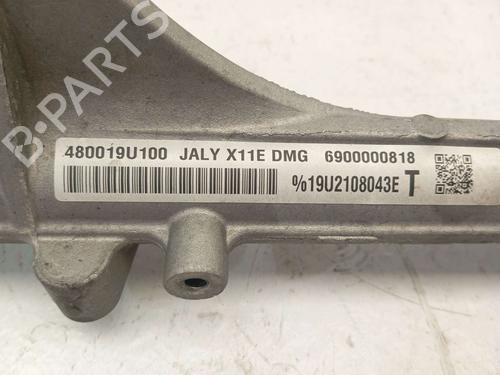 B-PARTS
480019U100 JALY X11E DMG 6900000818
%19U2108043E T